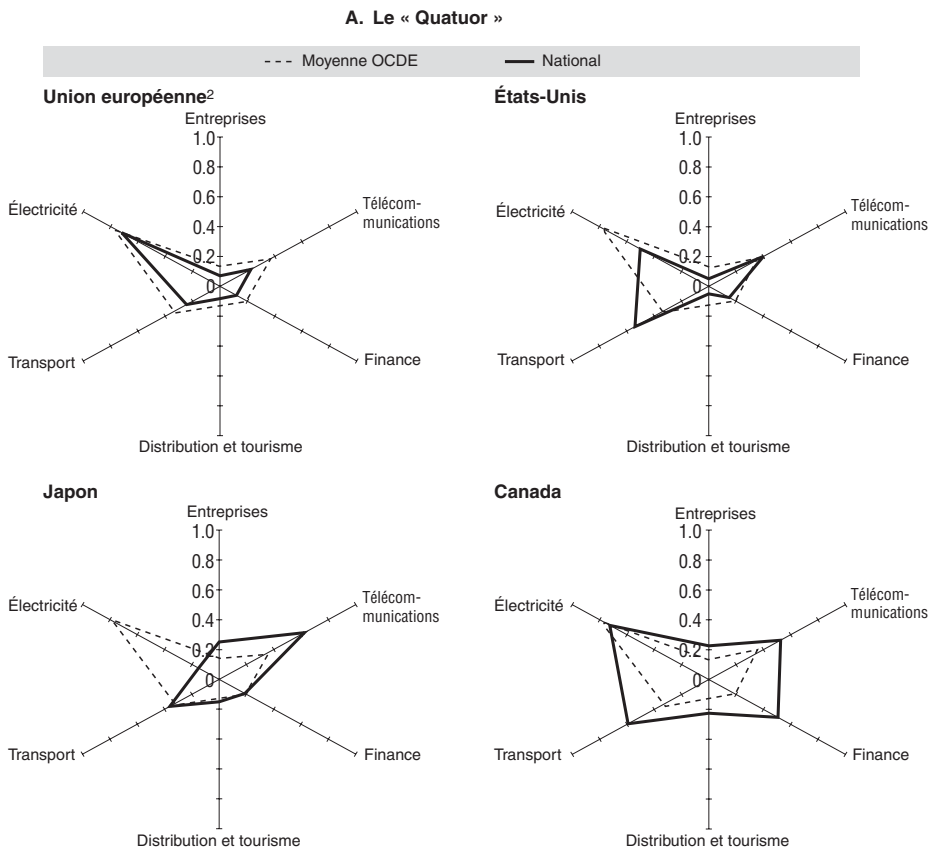 A. Le « Quatuor »
Moyenne OCDE National
Union européenne2
Entreprises
1.0
0.8
0.6
0.4
0.2
0
Électricité
Télécom-
munications
Transport
Finance
Distribution et tourisme
États-Unis
Entreprises
1.0
0.8
0.6
0.4
0.2
0
Électricité
Télécom-
munications
Transport
Finance
Distribution et tourisme
Japon
Entreprises
1.0
0.8
0.6
0.4
0.2
0
Électricité
Télécom-
munications
Transport
Finance
Distribution et tourisme
Canada
Entreprises
1.0
0.8
0.6
0.4
0.2
0
Électricité
Télécom-
munications
Transport
Finance
Distribution et tourisme